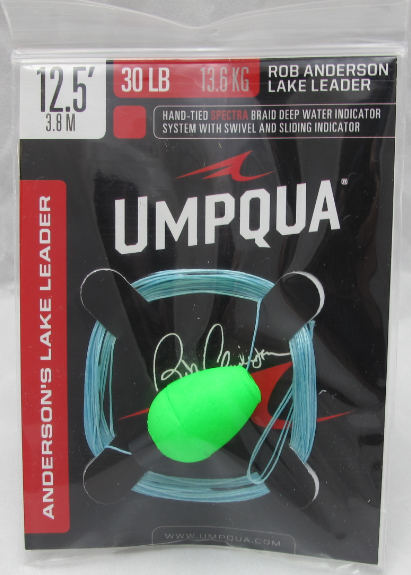 12.5'
3.8 M
30 LB 13.6 KG
ROB ANDERSON
LAKE LEADER
HAND-TIED SPECTRA BRAID DEEP WATER INDICATOR
SYSTEM WITH SWIVEL AND SLIDING INDICATOR
UMPQUA®
ANDERSON'S LAKE LEADER
WWW.UMPQUA.COM